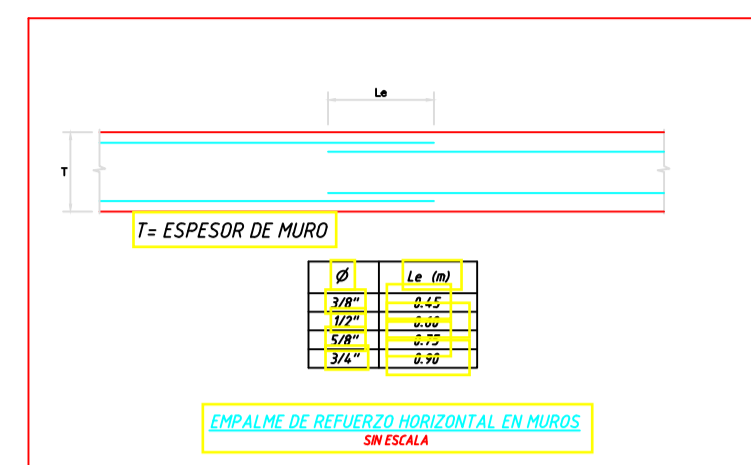 Le
T
T= ESPESOR DE MURO
Ø Le (m)
3/8" 0.45
1/2" 0.60
5/8" 0.75
3/4" 0.90
EMPALME DE REFUERZO HORIZONTAL EN MUROS
SIN ESCALA